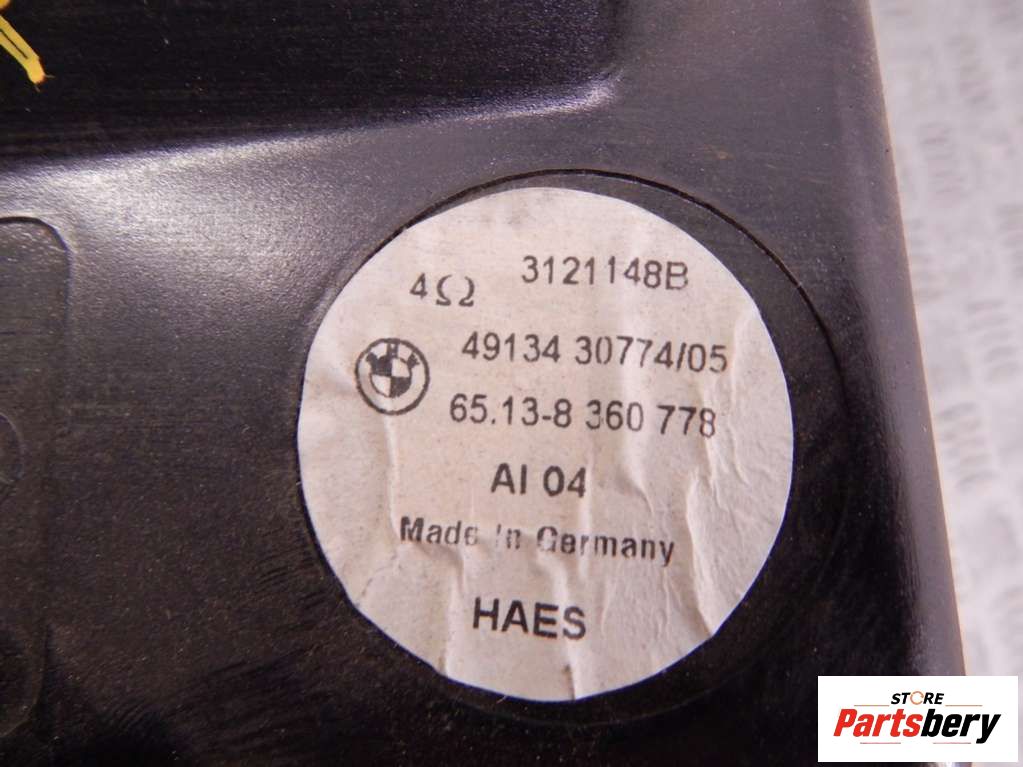 4Ω 3121148B
49134 30774/05
65.13-8 360 778
AI 04
Made In Germany
HAES
STORE
Partsbery